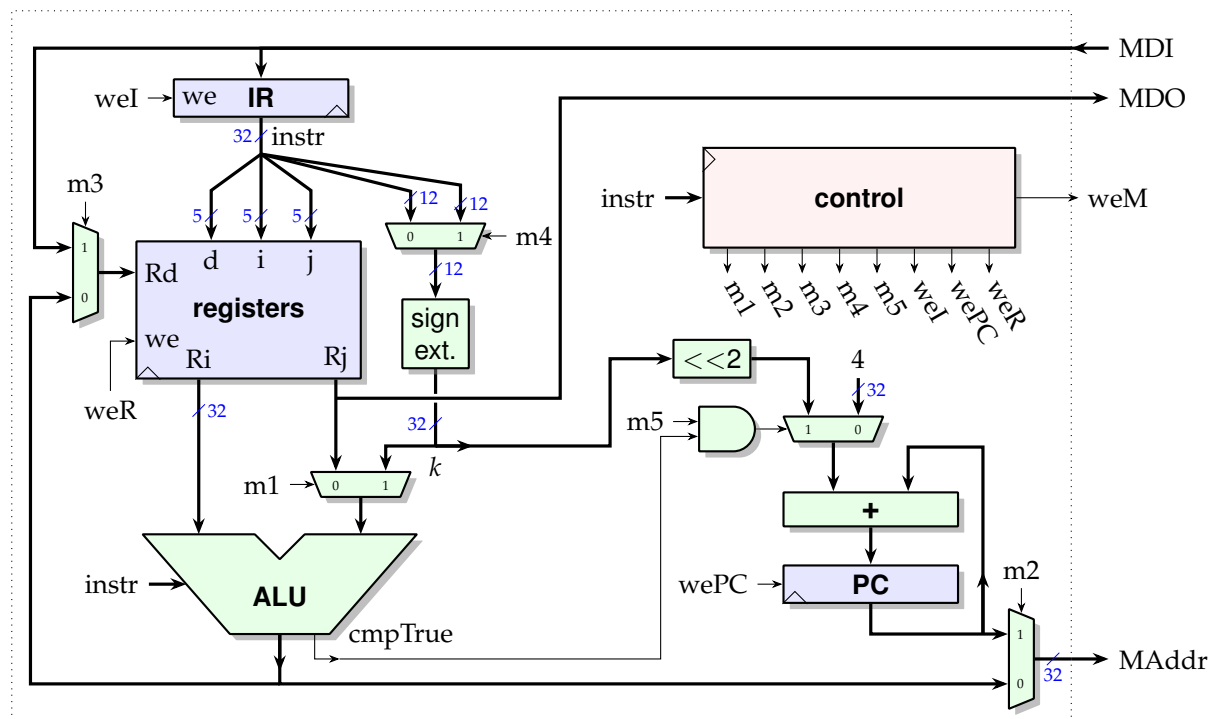 MDI
weI
we IR
MDO
32 instr
m3
12 12
instr
control
weM
5 5 5
0 1
m4
1
0
d i j
Rd
registers
12
we
Ri Rj
sign
ext.
m1 m2 m3 m4 m5 weI wePC weR
weR
32
<<2
4
32
m5
1 0
32
k
m1
0 1
+
instr
ALU
wePC
PC
m2
cmpTrue
1
0
32
MAddr